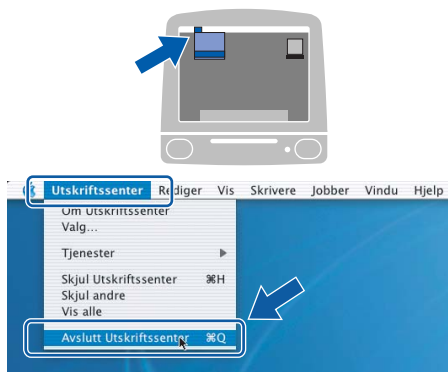 Utskriftssenter Rediger Vis Skrivere Jobber Vindu Hjelp
Om Utskriftssenter
Valg...
Tjenester
Skjul Utskriftssenter ⌘H
Skjul andre
Vis alle
Avslutt Utskriftssenter ⌘Q